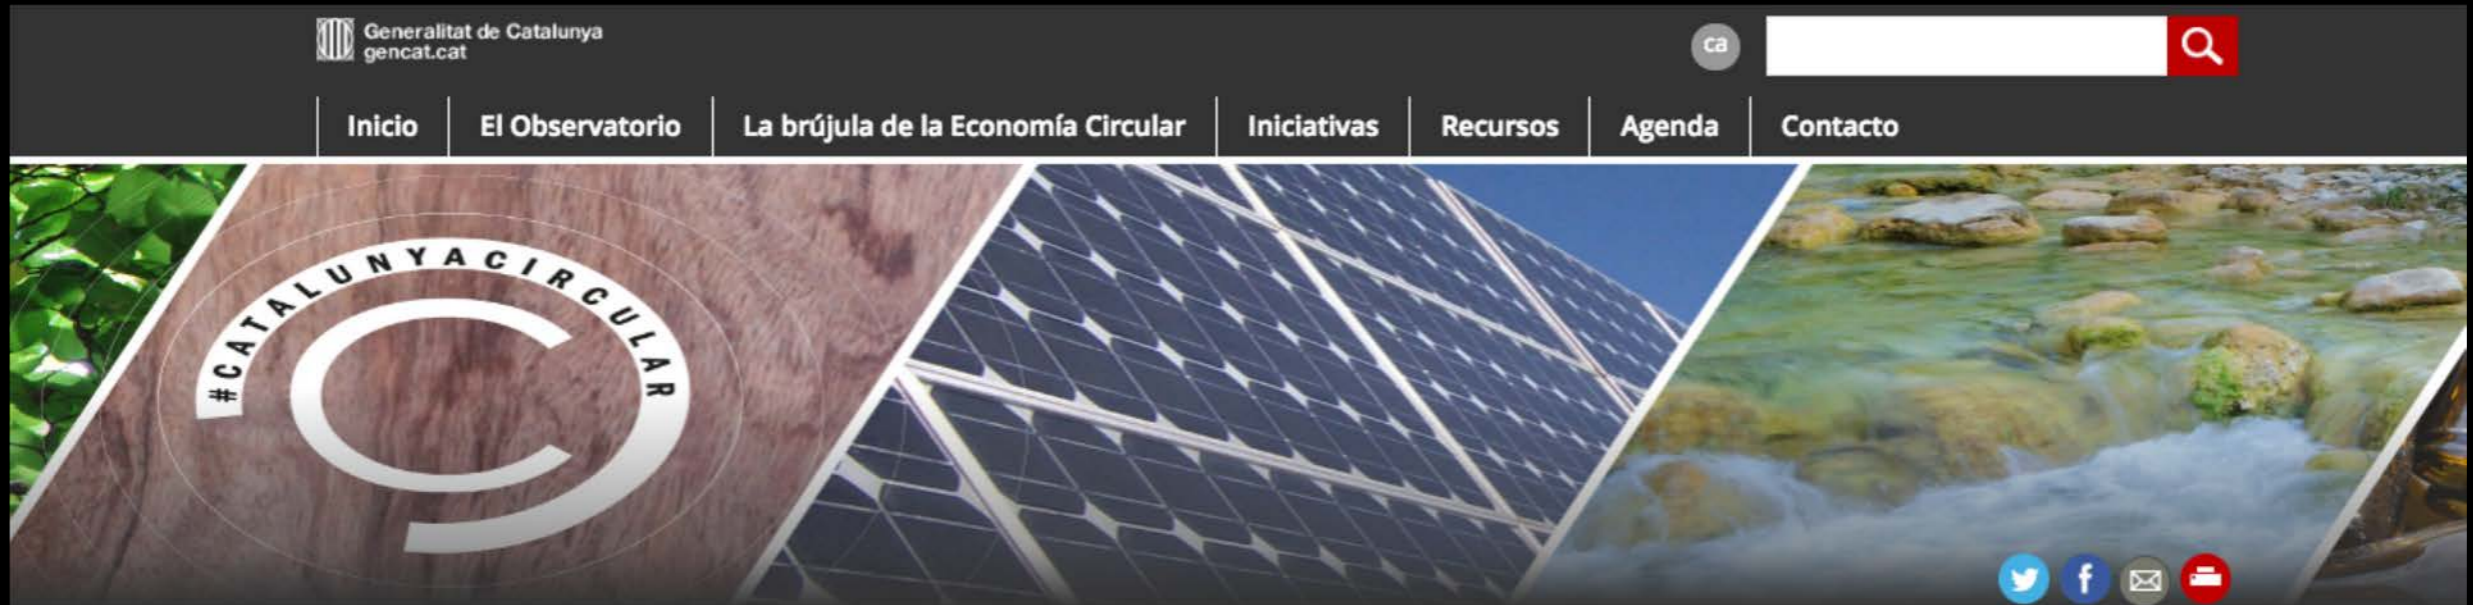 Generalitat de Catalunya
gencat.cat
ca
Inicio
El Observatorio
La brújula de la Economía Circular
Iniciativas
Recursos
Agenda
Contacto
#CATALUNYACIRCULAR